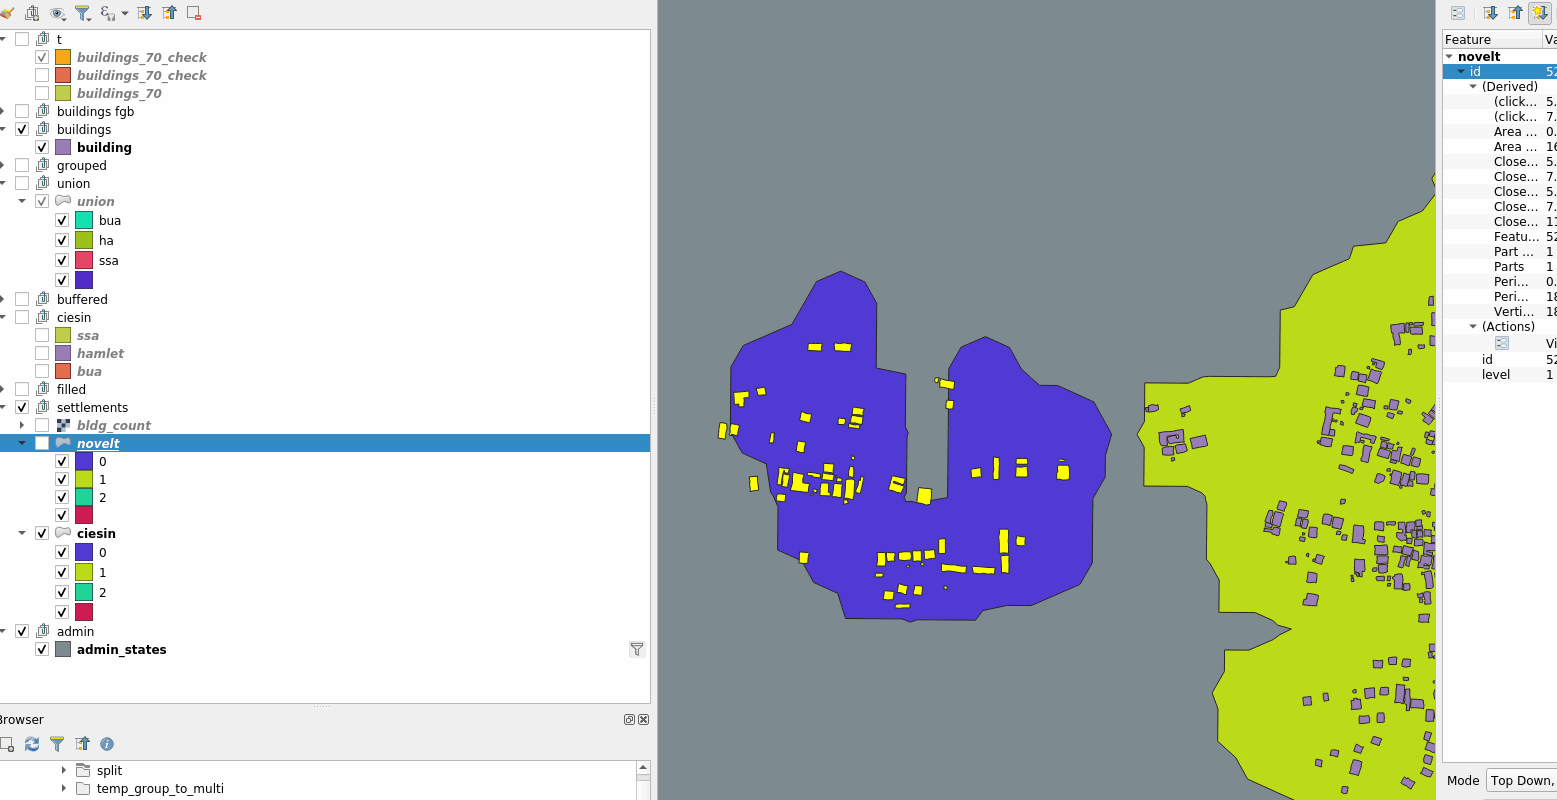 t
buildings_70_check
buildings_70_check
buildings_70
buildings fgb
buildings
building
grouped
union
union
bua
ha
ssa
buffered
ciesin
ssa
hamlet
bua
filled
settlements
bldg_count
novelt
0
1
2
ciesin
0
1
2
admin
admin_states
Browser
split
temp_group_to_multi
Feature Va
novelt
id 52
(Derived)
(click... 5.
(click... 7.
Area ... 0.
Area ... 16
Close... 5.
Close... 7.
Close... 5.
Close... 7.
Close... 11
Featu... 52
Part ... 1
Parts 1
Peri... 0.
Peri... 18
Verti... 18
(Actions)
Vi
id 52
level 1
Mode Top Down,